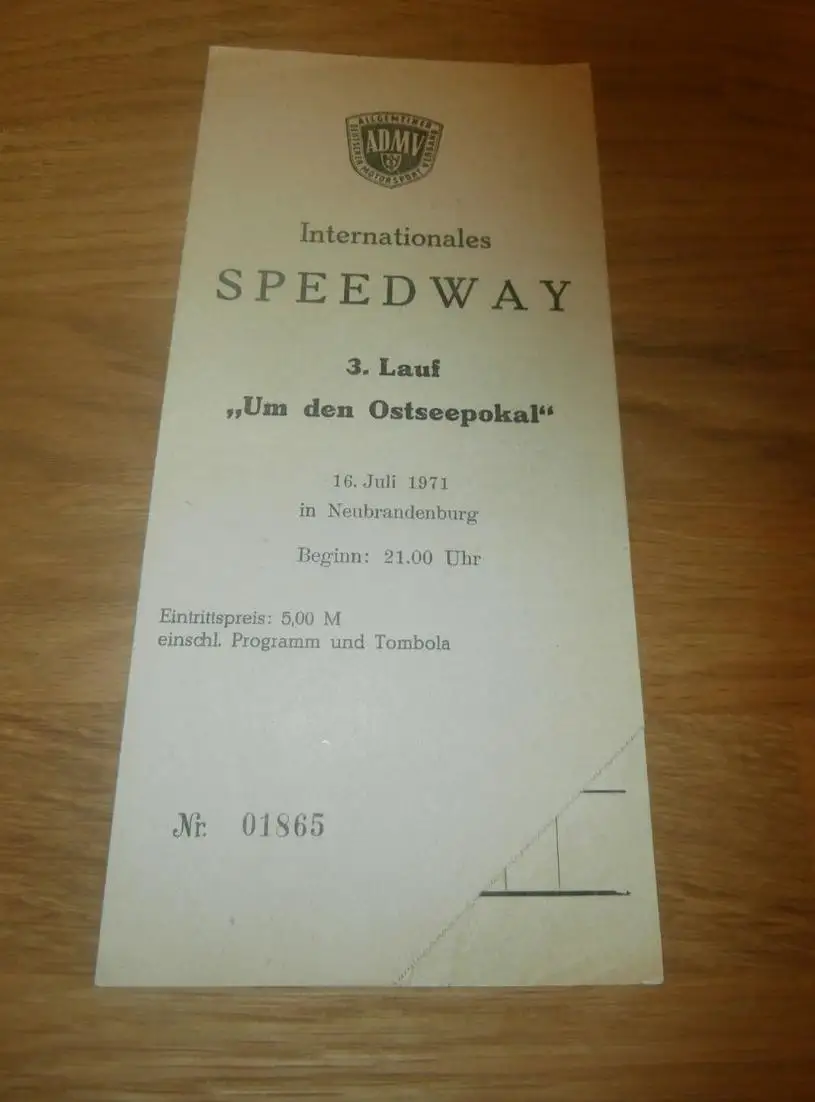 ALLGEMEINER
DEUTSCHER
ADMV
MOTORSPORT
VERBAND
Internationales
SPEEDWAY
3. Lauf
„Um den Ostseepokal“
16. Juli 1971
in Neubrandenburg
Beginn: 21.00 Uhr
Eintrittspreis: 5,00 M
einschl. Programm und Tombola
Nr. 01865